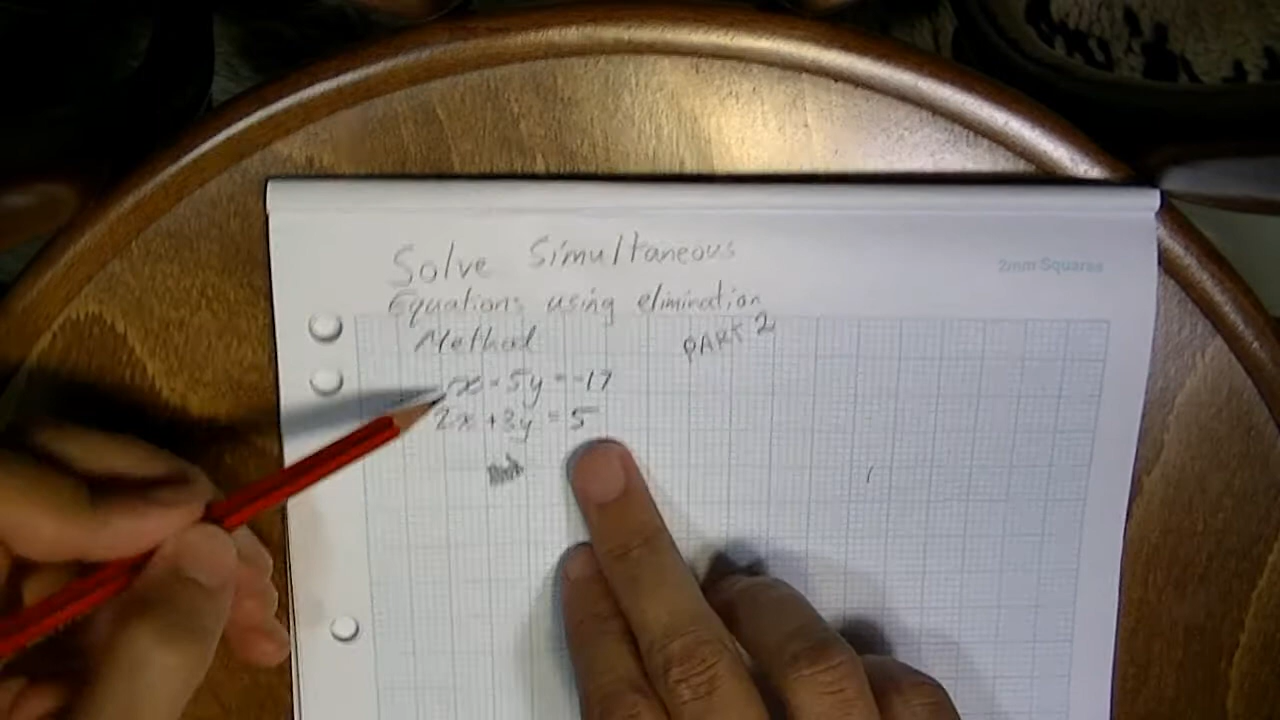 Solve Simultaneous
2mm Squares
Equations using elimination
Method
PART 2
x - 5y = -17
2x + 3y = 5